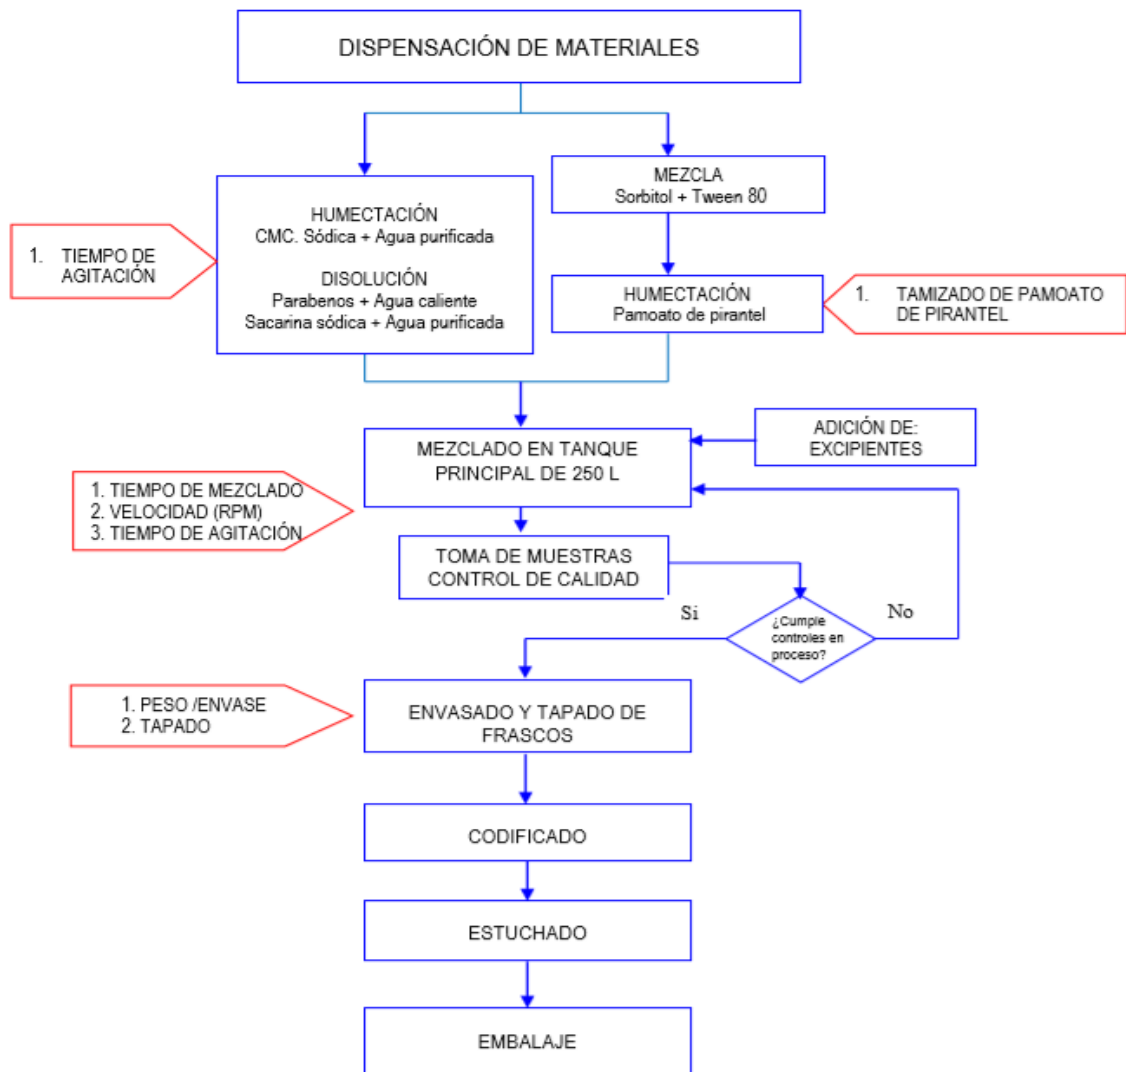 DISPENSACIÓN DE MATERIALES
MEZCLA
Sorbitol + Tween 80
HUMECTACIÓN
CMC. Sódica + Agua purificada
DISOLUCIÓN
Parabenos + Agua caliente
Sacarina sódica + Agua purificada
1. TIEMPO DE
AGITACIÓN
HUMECTACIÓN
Pamoato de pirantel
1. TAMIZADO DE PAMOATO
DE PIRANTEL
MEZCLADO EN TANQUE
PRINCIPAL DE 250 L
ADICIÓN DE:
EXCIPIENTES
1. TIEMPO DE MEZCLADO
2. VELOCIDAD (RPM)
3. TIEMPO DE AGITACIÓN
TOMA DE MUESTRAS
CONTROL DE CALIDAD
Si
No
¿Cumple
controles en
proceso?
1. PESO /ENVASE
2. TAPADO
ENVASADO Y TAPADO DE
FRASCOS
CODIFICADO
ESTUCHADO
EMBALAJE